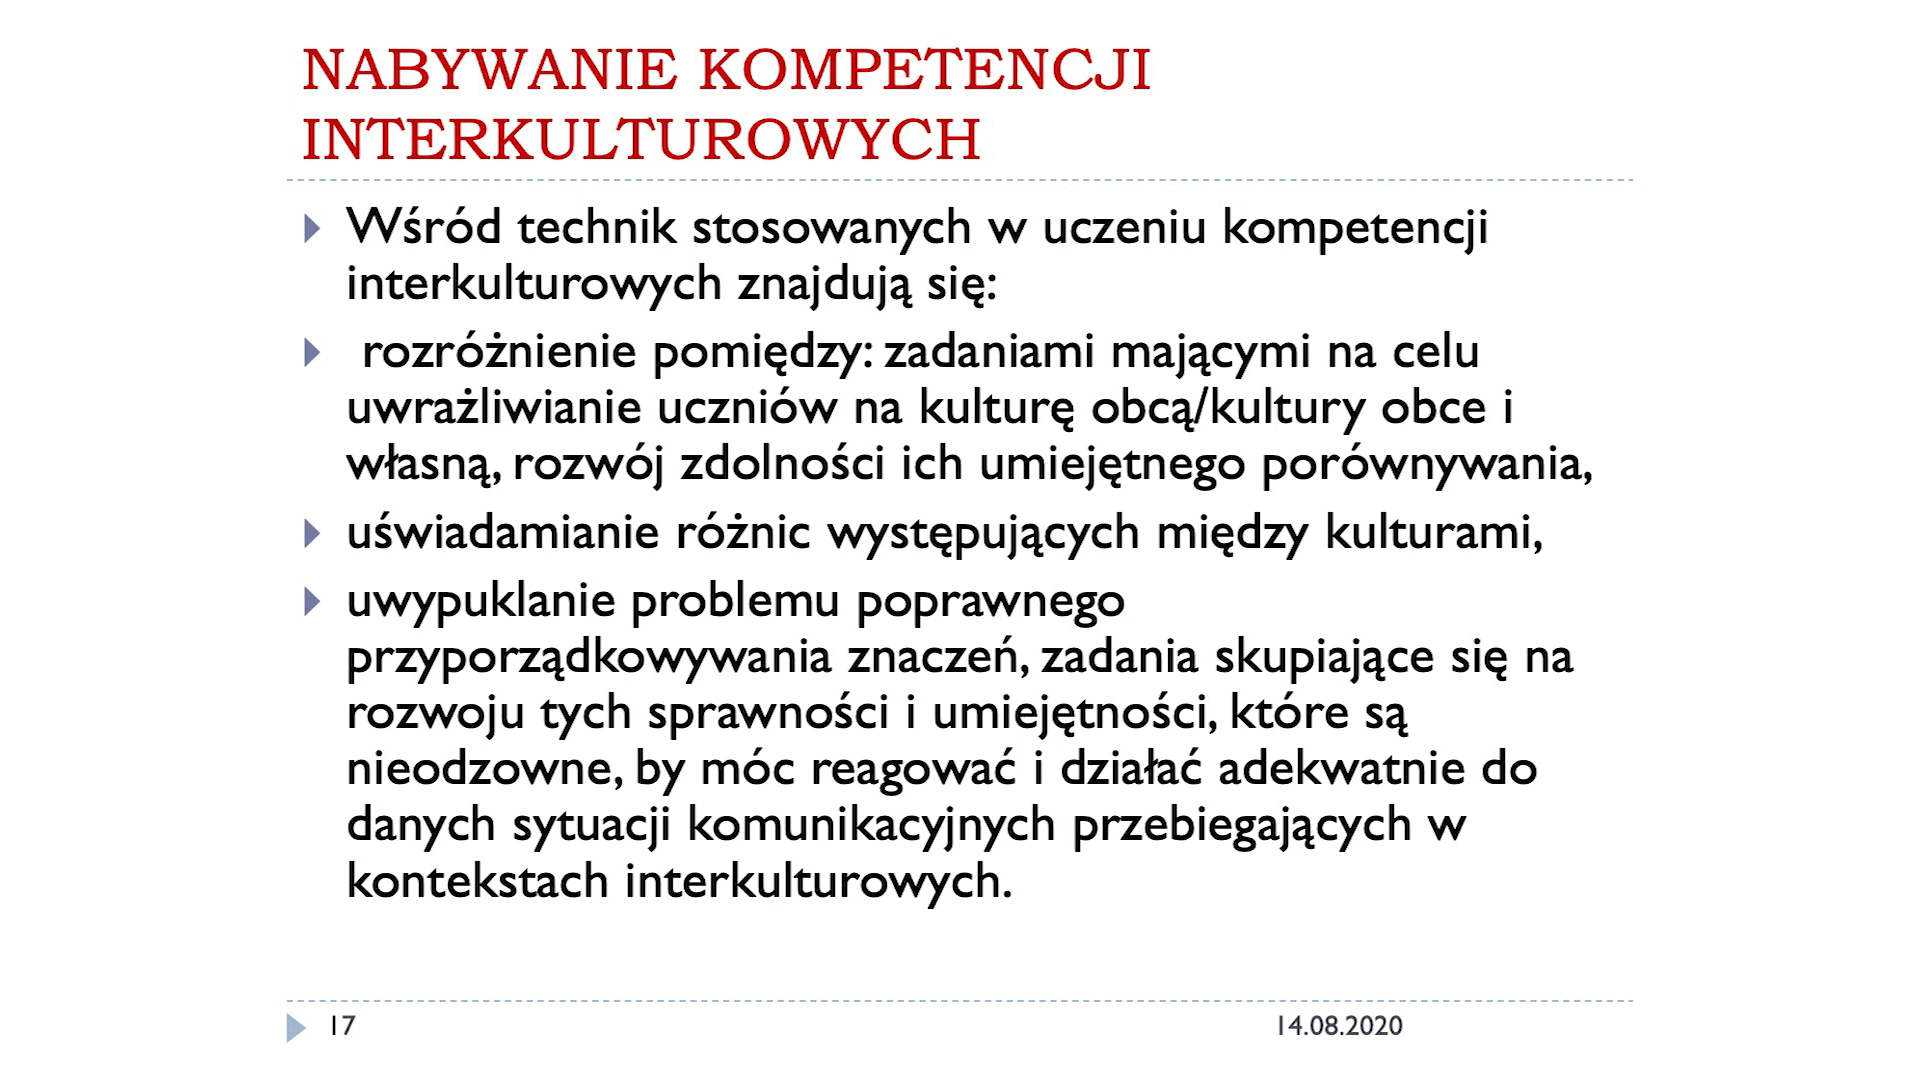 NABYWANIE KOMPETENCJI
INTERKULTUROWYCH
Wśród technik stosowanych w uczeniu kompetencji
interkulturowych znajdują się:
rozróżnienie pomiędzy: zadaniami mającymi na celu
uwrażliwianie uczniów na kulturę obcą/kultury obce i
własną, rozwój zdolności ich umiejętnego porównywania,
uświadamianie różnic występujących między kulturami,
uwypuklanie problemu poprawnego
przyporządkowywania znaczeń, zadania skupiające się na
rozwoju tych sprawności i umiejętności, które są
nieodzowne, by móc reagować i działać adekwatnie do
danych sytuacji komunikacyjnych przebiegających w
kontekstach interkulturowych.
17
14.08.2020